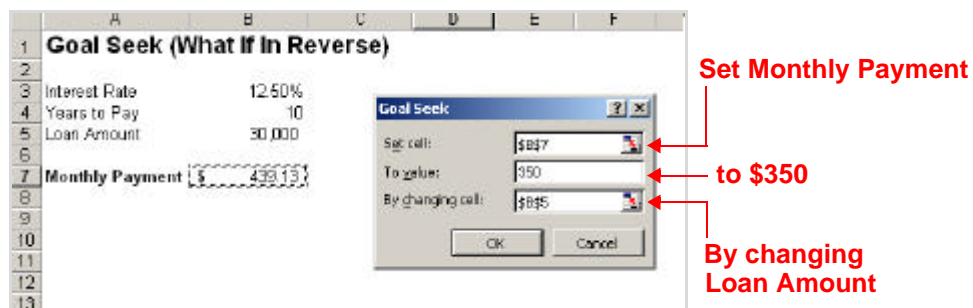 A B C D E F
1 Goal Seek (What If In Reverse)
2
3 Interest Rate 12.50%
4 Years to Pay 10
5 Loan Amount 30,000
6
7 Monthly Payment $ 439.13
8
9
10
11
12
13
Goal Seek ? ×
Set cell: $B$7
To value: 350
By changing cell: $B$5
OK Cancel
Set Monthly Payment
to $350
By changing
Loan Amount